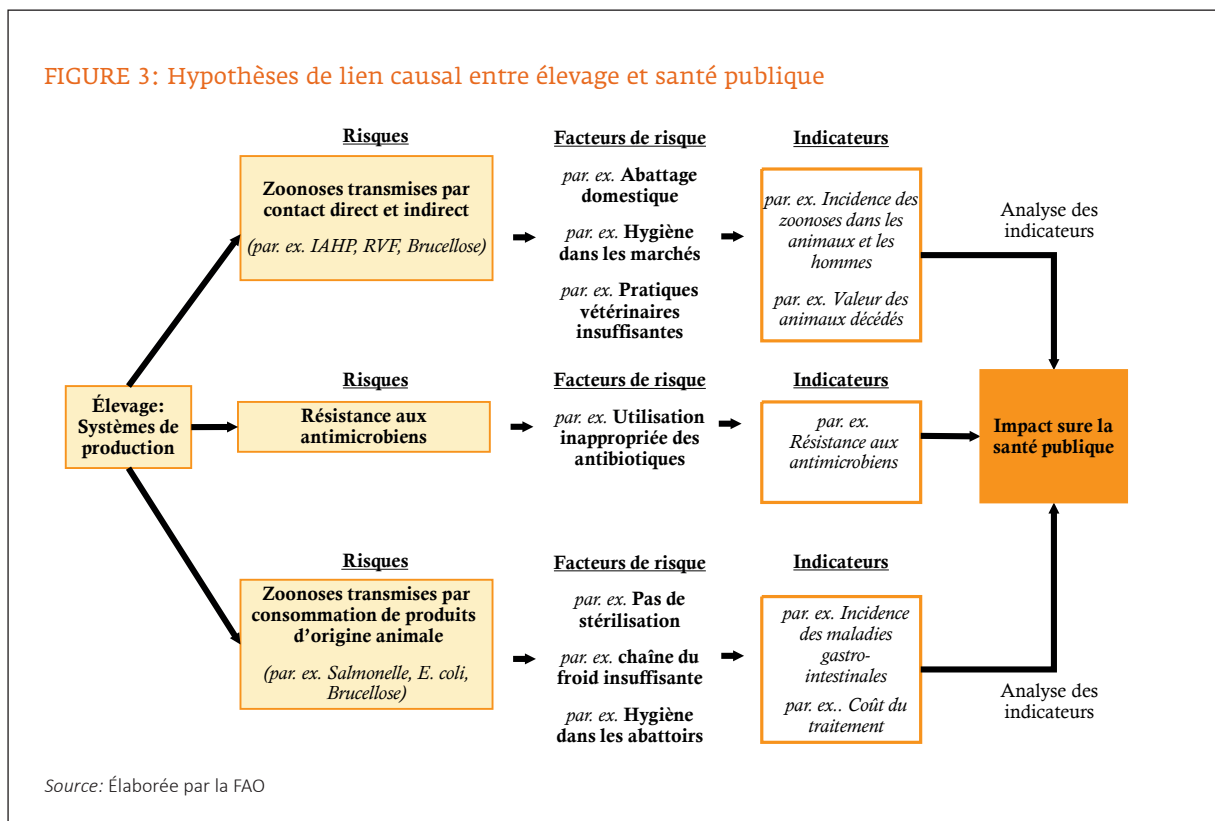 FIGURE 3: Hypothèses de lien causal entre élevage et santé publique
Risques
Zoonoses transmises par
contact direct et indirect
(par. ex. IAHP, RVF, Brucellose)
Facteurs de risque
par. ex. Abattage
domestique
par. ex. Hygiène
dans les marchés
par. ex. Pratiques
vétérinaires
insuffisantes
Indicateurs
par. ex. Incidence des
zoonoses dans les
animaux et les
hommes
par. ex. Valeur des
animaux décédés
Analyse des
indicateurs
Élevage:
Systèmes de
production
Risques
Résistance aux
antimicrobiens
Facteurs de risque
par. ex. Utilisation
inappropriée des
antibiotiques
Indicateurs
par. ex.
Résistance aux
antimicrobiens
Impact sure la
santé publique
Risques
Zoonoses transmises par
consommation de produits
d’origine animale
(par. ex. Salmonelle, E. coli,
Brucellose)
Facteurs de risque
par. ex. Pas de
stérilisation
par. ex. chaîne du
froid insuffisante
par. ex. Hygiène
dans les abattoirs
Indicateurs
par. ex. Incidence
des maladies
gastro-
intestinales
par. ex.. Coût du
traitement
Analyse des
indicateurs
Source: Élaborée par la FAO